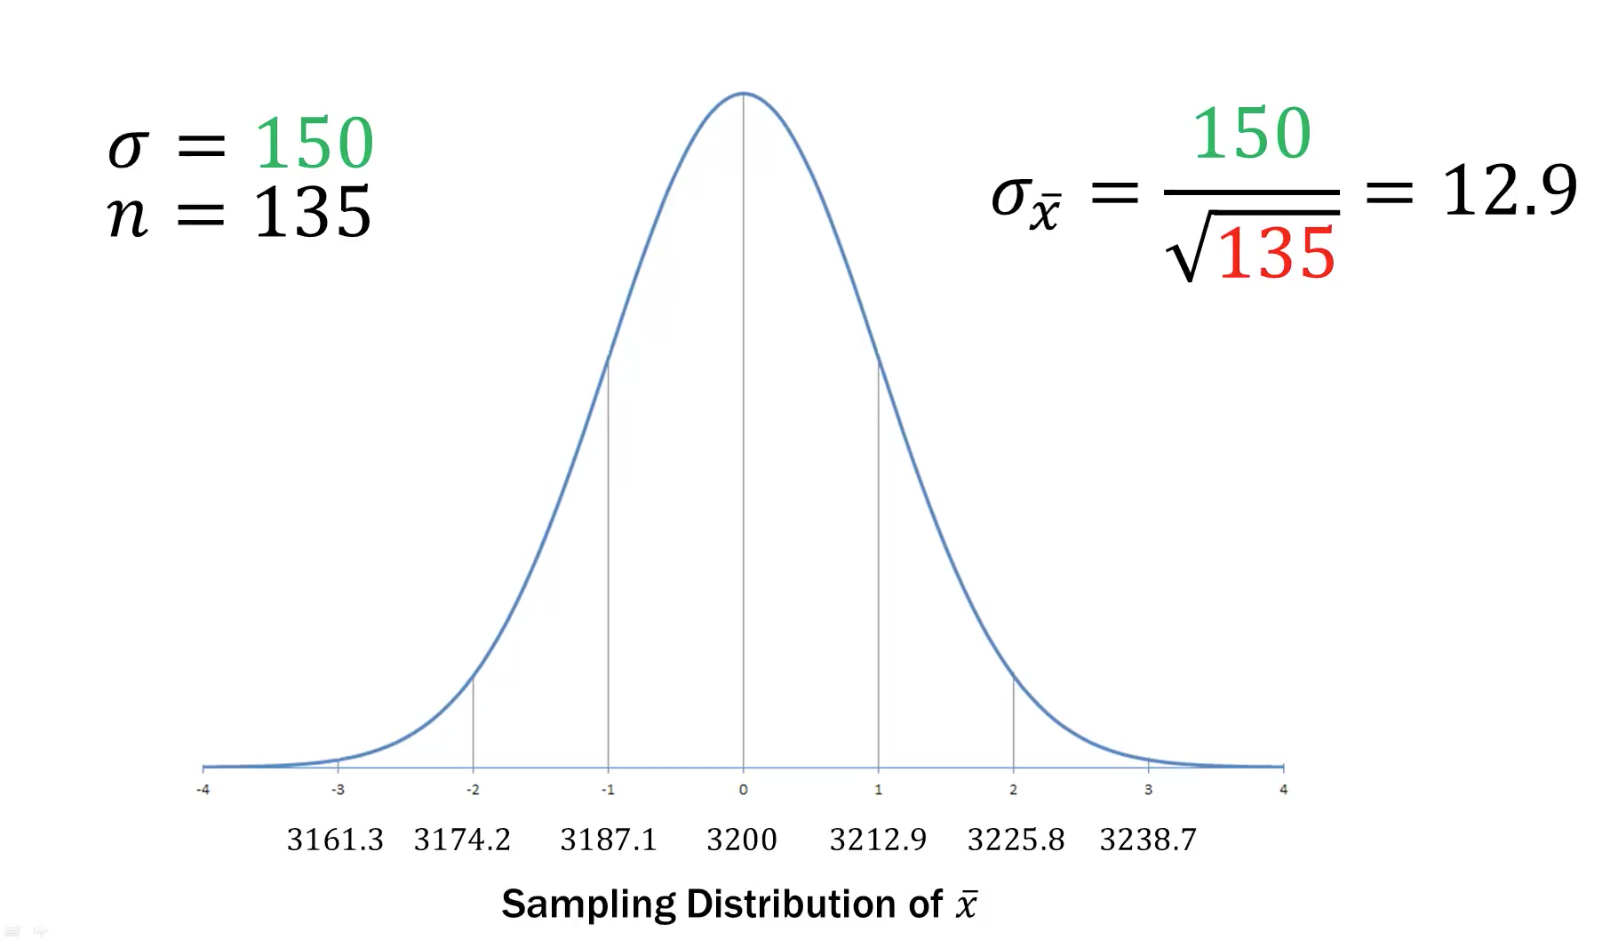 σ = 150
n = 135
σx̄ = 150/√135 = 12.9
-4 -3 -2 -1 0 1 2 3 4
3161.3 3174.2 3187.1 3200 3212.9 3225.8 3238.7
Sampling Distribution of x̄